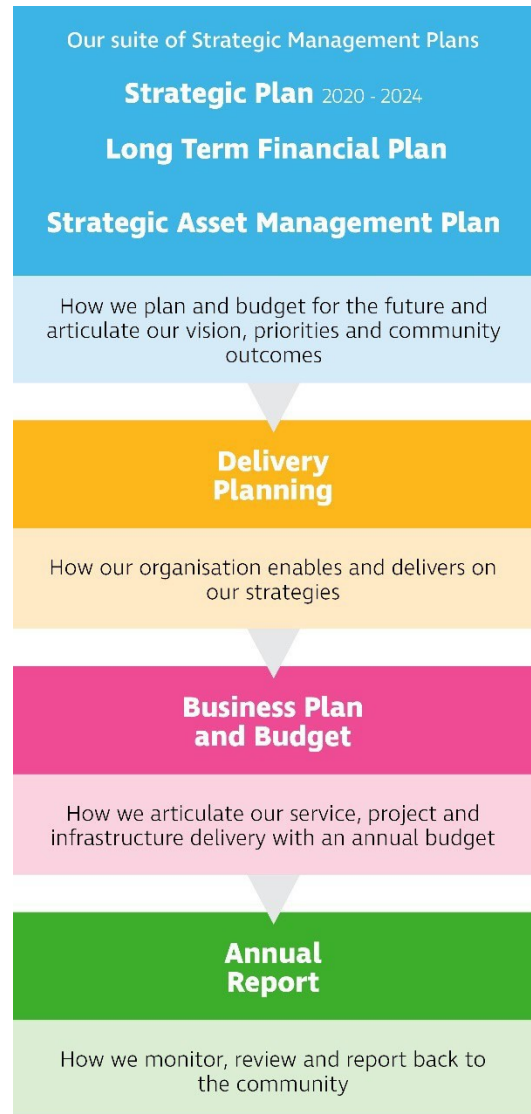 Our suite of Strategic Management Plans
Strategic Plan 2020 - 2024
Long Term Financial Plan
Strategic Asset Management Plan
How we plan and budget for the future and
articulate our vision, priorities and community
outcomes
Delivery
Planning
How our organisation enables and delivers on
our strategies
Business Plan
and Budget
How we articulate our service, project and
infrastructure delivery with an annual budget
Annual
Report
How we monitor, review and report back to
the community